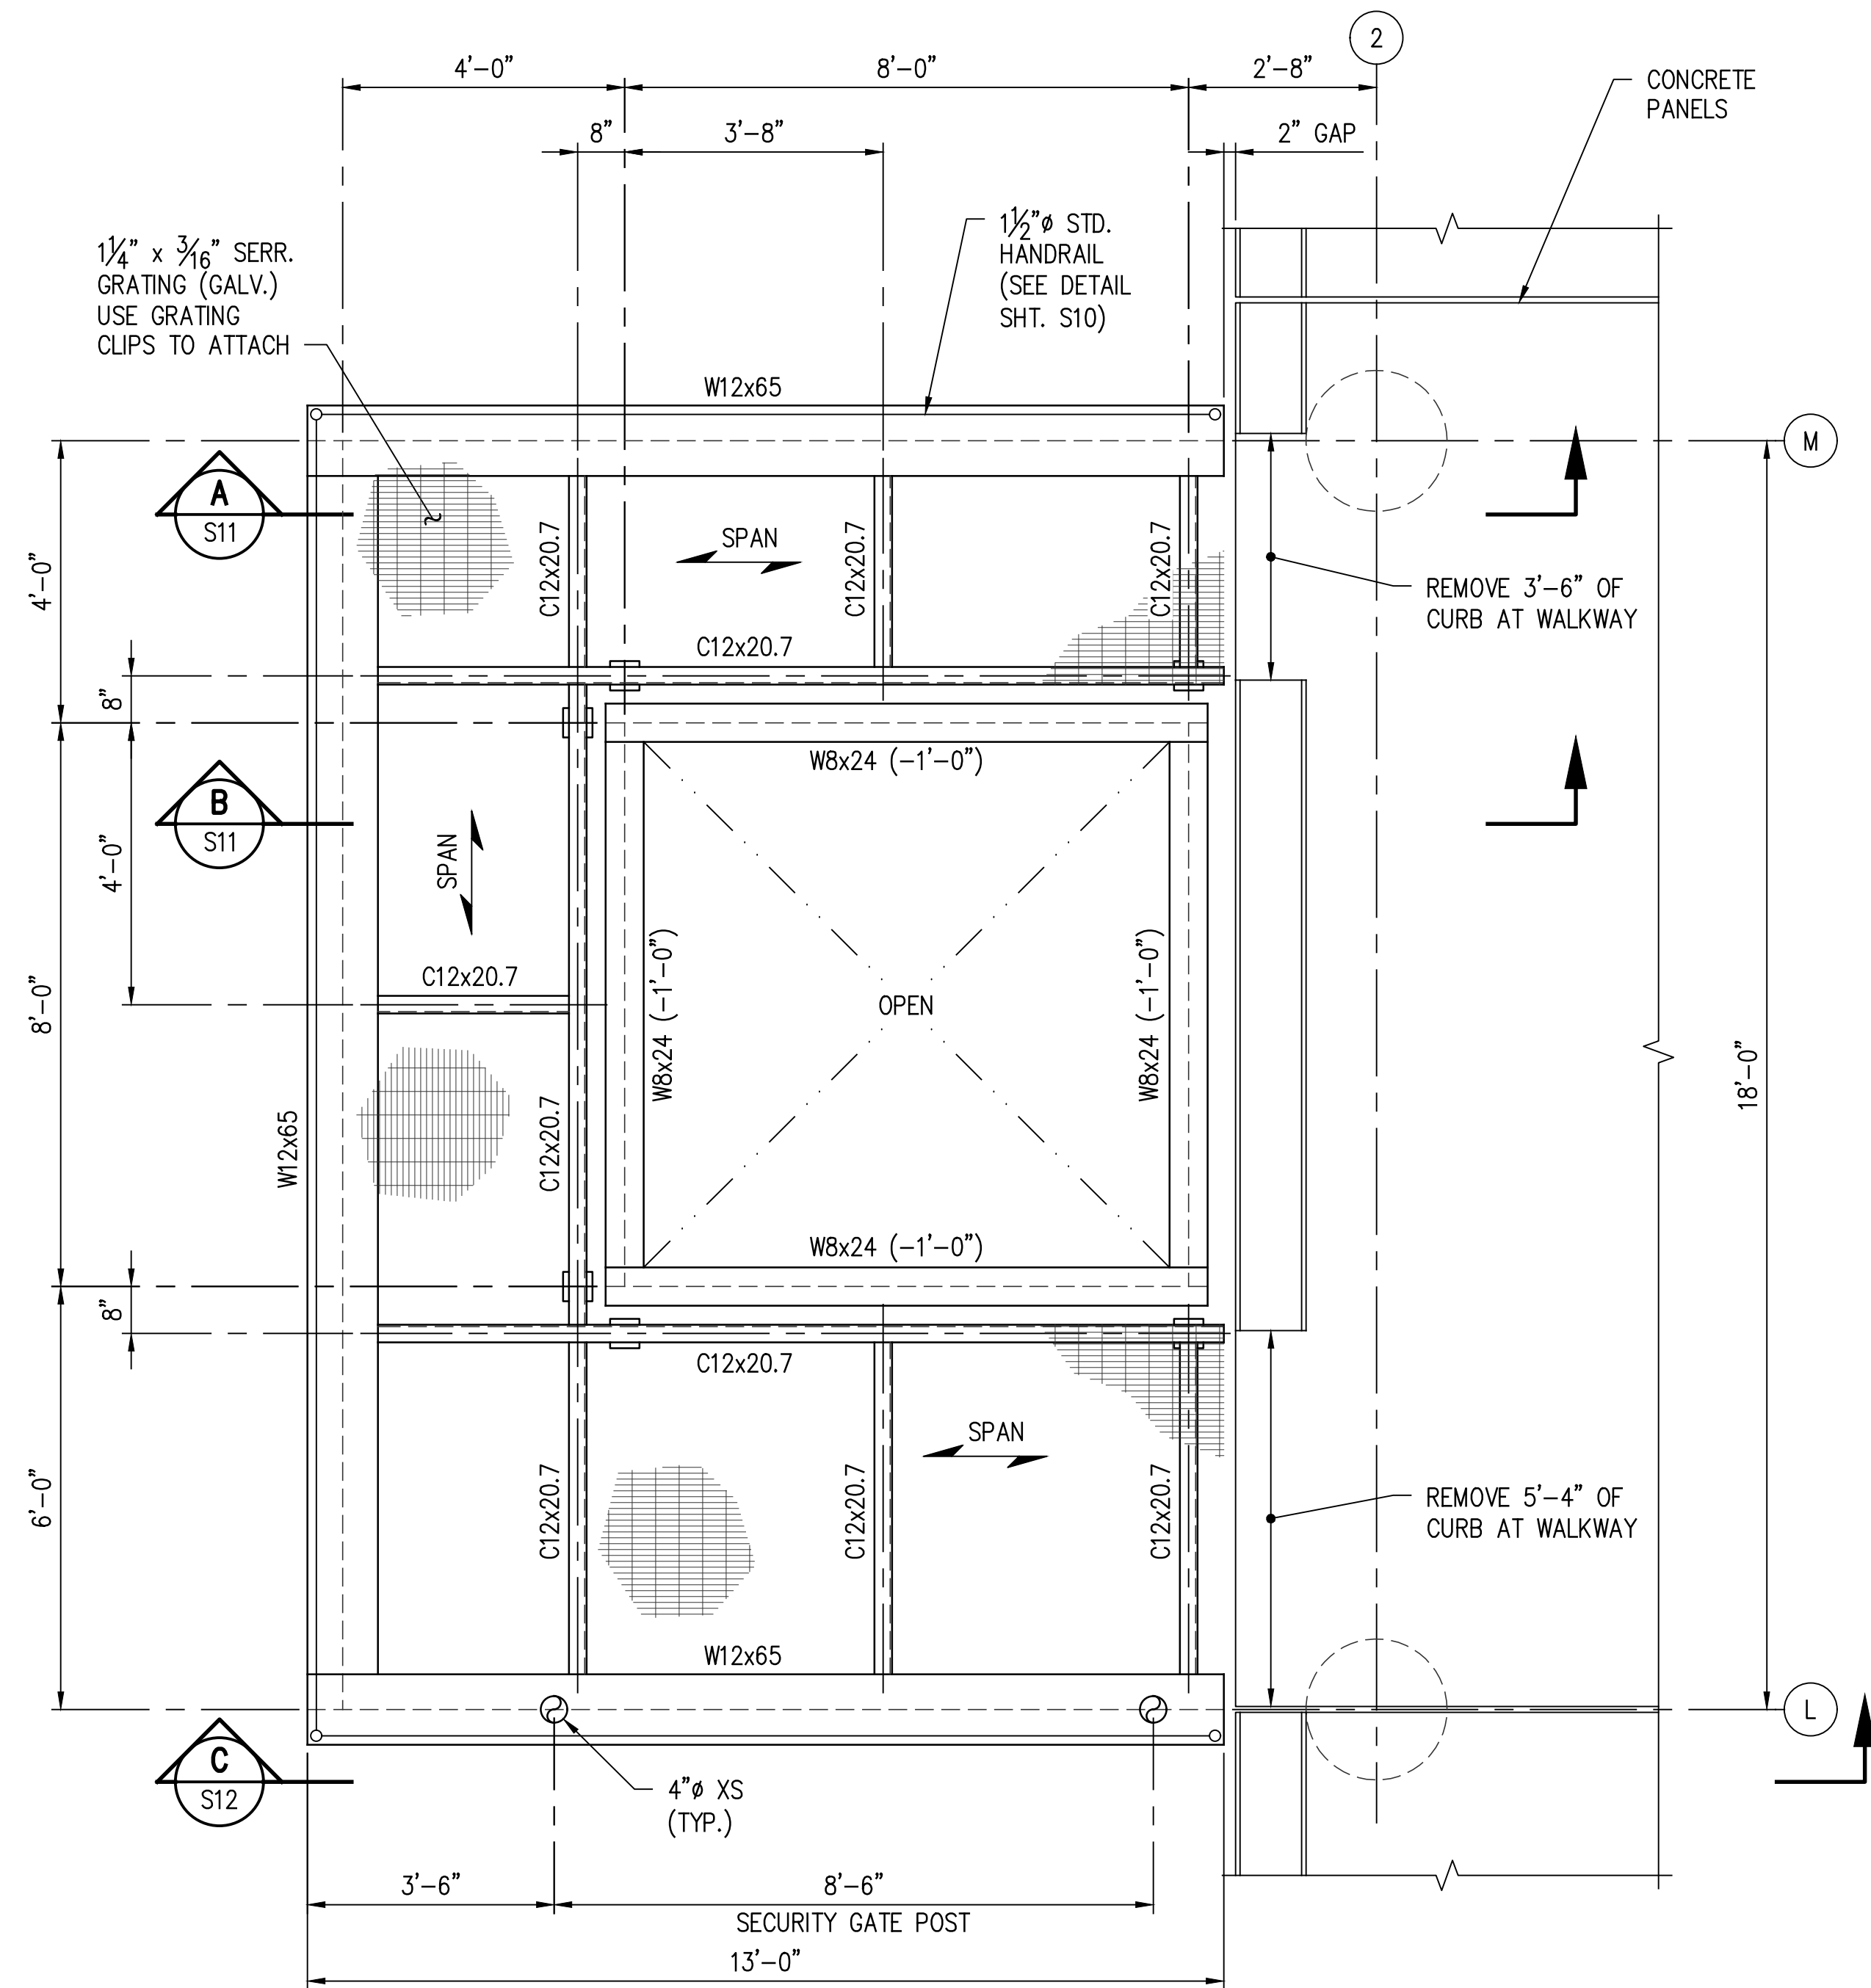 2
4'-0"
8'-0"
2'-8"
CONCRETE
PANELS
8"
3'-8"
2" GAP
1 1/2"ø STD.
HANDRAIL
(SEE DETAIL
SHT. S10)
1 1/4" x 3/16" SERR.
GRATING (GALV.)
USE GRATING
CLIPS TO ATTACH
W12x65
M
A
S11
C12x20.7
SPAN
C12x20.7
C12x20.7
4'-0"
REMOVE 3'-6" OF
CURB AT WALKWAY
C12x20.7
8"
W8x24 (-1'-0")
B
S11
4'-0"
SPAN
C12x20.7
W8x24 (-1'-0")
OPEN
W8x24 (-1'-0")
8'-0"
18'-0"
W12x65
C12x20.7
W8x24 (-1'-0")
8"
C12x20.7
SPAN
6'-0"
C12x20.7
C12x20.7
C12x20.7
REMOVE 5'-4" OF
CURB AT WALKWAY
W12x65
L
C
S12
4"ø XS
(TYP.)
3'-6"
8'-6"
SECURITY GATE POST
13'-0"